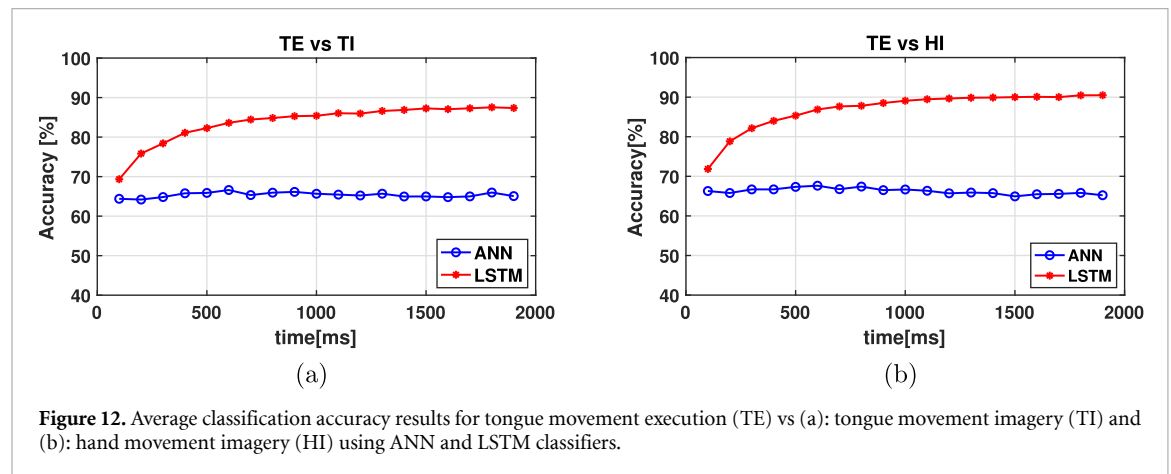 TE vs TI
100
90
80
70
60
50
40
Accuracy [%]
0 500 1000 1500 2000
time[ms]
ANN
LSTM
(a)
TE vs HI
100
90
80
70
60
50
40
Accuracy[%]
0 500 1000 1500 2000
time[ms]
ANN
LSTM
(b)
Figure 12. Average classification accuracy results for tongue movement execution (TE) vs (a): tongue movement imagery (TI) and
(b): hand movement imagery (HI) using ANN and LSTM classifiers.